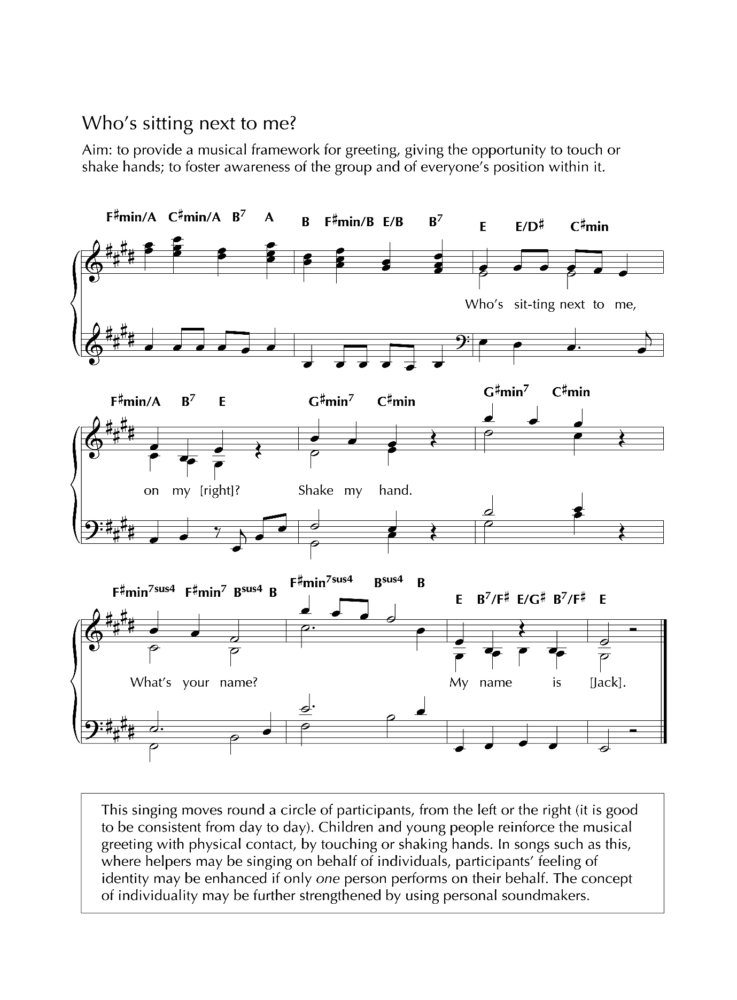 Who’s sitting next to me?
Aim: to provide a musical framework for greeting, giving the opportunity to touch or
shake hands; to foster awareness of the group and of everyone’s position within it.
F♯min/A C♯min/A B7 A B F♯min/B E/B B7 E E/D♯ C♯min
Who’s sit-ting next to me,
F♯min/A B7 E G♯min7 C♯min G♯min7 C♯min
on my [right]? Shake my hand.
F♯min7sus4 F♯min7 Bsus4 B F♯min7sus4 Bsus4 B E B7/F♯ E/G♯ B7/F♯ E
What’s your name? My name is [Jack].
This singing moves round a circle of participants, from the left or the right (it is good
to be consistent from day to day). Children and young people reinforce the musical
greeting with physical contact, by touching or shaking hands. In songs such as this,
where helpers may be singing on behalf of individuals, participants’ feeling of
identity may be enhanced if only one person performs on their behalf. The concept
of individuality may be further strengthened by using personal soundmakers.